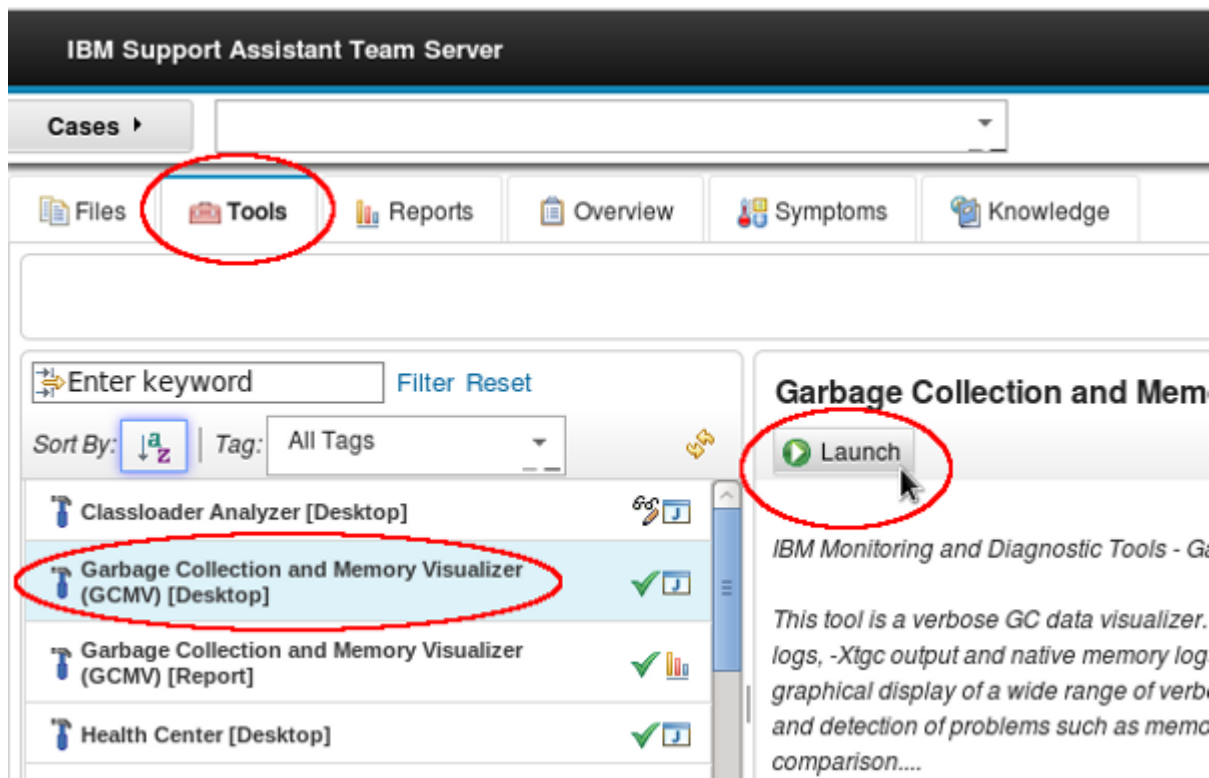 IBM Support Assistant Team Server
Cases
Files
Tools
Reports
Overview
Symptoms
Knowledge
Enter keyword
Filter Reset
Sort By: a z | Tag: All Tags
Classloader Analyzer [Desktop]
Garbage Collection and Memory Visualizer
(GCMV) [Desktop]
Garbage Collection and Memory Visualizer
(GCMV) [Report]
Health Center [Desktop]
Garbage Collection and Mem
Launch
IBM Monitoring and Diagnostic Tools - Ga
This tool is a verbose GC data visualizer.
logs, -Xtgc output and native memory log
graphical display of a wide range of verb
and detection of problems such as memo
comparison....